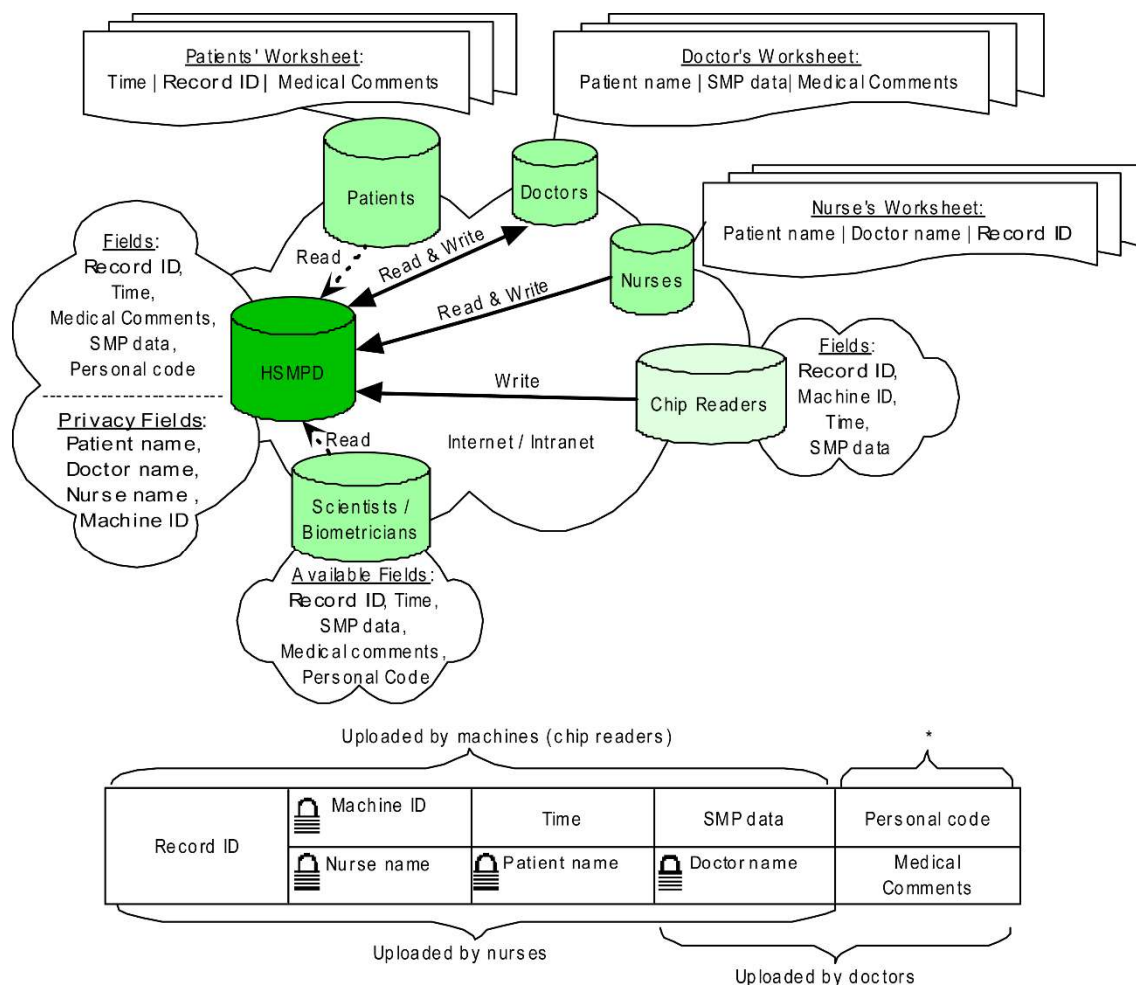 Patients' Worksheet:
Time | Record ID | Medical Comments
Doctor's Worksheet:
Patient name | SMP data | Medical Comments
Nurse's Worksheet:
Patient name | Doctor name | Record ID
Patients
Doctors
Nurses
Read
Read & Write
Read & Write
Write
Read
HSMPD
Chip Readers
Internet / Intranet
Scientists /
Biometricians
Fields:
Record ID,
Time,
Medical Comments,
SMP data,
Personal code
Privacy Fields:
Patient name,
Doctor name,
Nurse name ,
Machine ID
Fields:
Record ID,
Machine ID,
Time,
SMP data
Available Fields:
Record ID, Time,
SMP data,
Medical comments,
Personal Code
Uploaded by machines (chip readers)
*
Record ID
Machine ID
Time
SMP data
Personal code
Nurse name
Patient name
Doctor name
Medical
Comments
Uploaded by nurses
Uploaded by doctors